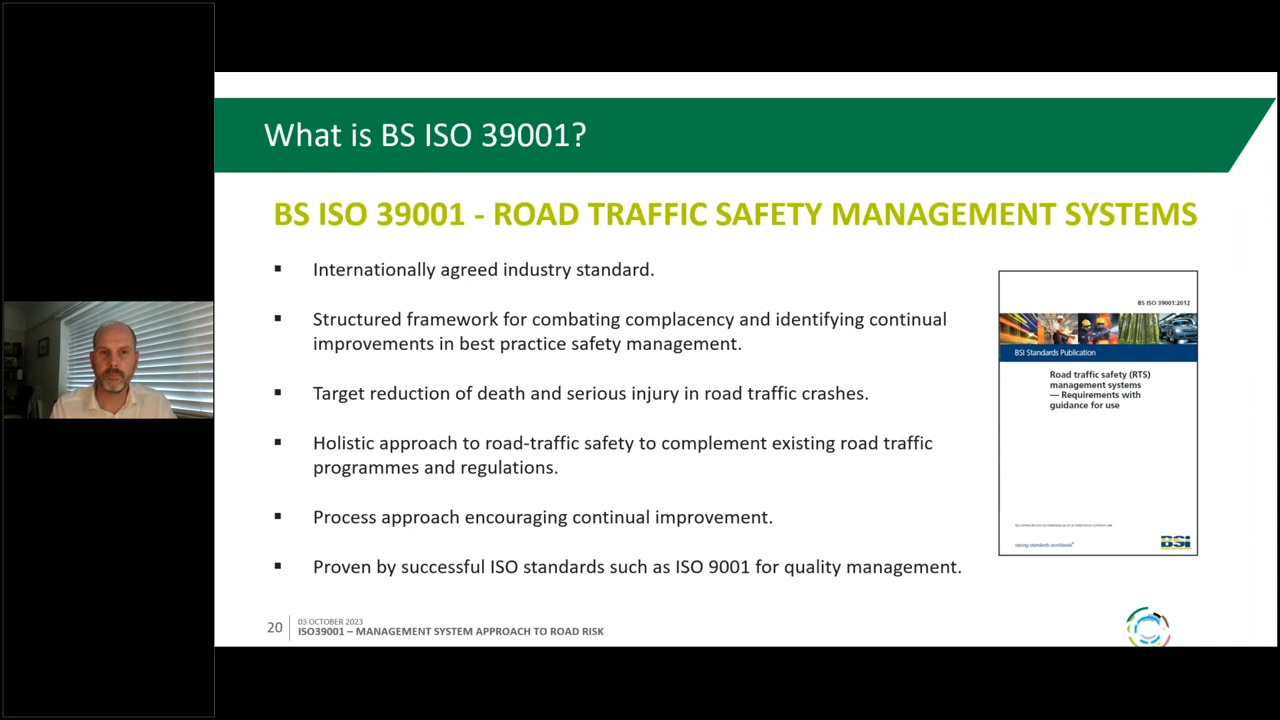 What is BS ISO 39001?
BS ISO 39001 - ROAD TRAFFIC SAFETY MANAGEMENT SYSTEMS
▪ Internationally agreed industry standard.
▪ Structured framework for combating complacency and identifying continual
improvements in best practice safety management.
▪ Target reduction of death and serious injury in road traffic crashes.
▪ Holistic approach to road-traffic safety to complement existing road traffic
programmes and regulations.
▪ Process approach encouraging continual improvement.
▪ Proven by successful ISO standards such as ISO 9001 for quality management.
BS ISO 39001:2012
BSI Standards Publication
Road traffic safety (RTS)
management systems
— Requirements with
guidance for use
raising standards worldwide™
BSi
20
03 OCTOBER 2023
ISO39001 – MANAGEMENT SYSTEM APPROACH TO ROAD RISK